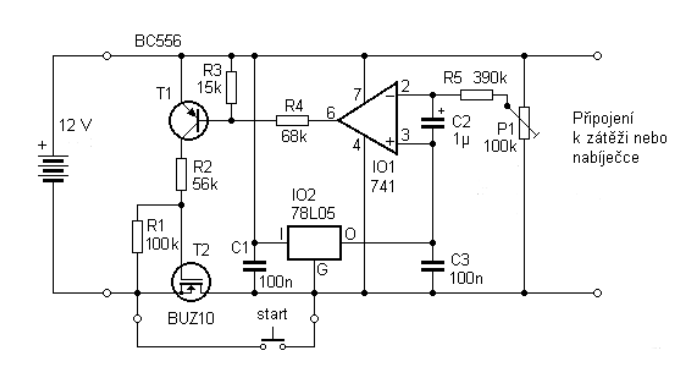 BC556
R3
15k
T1
R4
68k
7
6
2
R5 390k
+
C2
1µ
P1
100k
Připojení
k zátěži nebo
nabíječce
+
12 V
−
+
3
4
IO1
741
R2
56k
IO2
78L05
I
O
G
R1
100k
T2
C1
100n
C3
100n
BUZ10
start